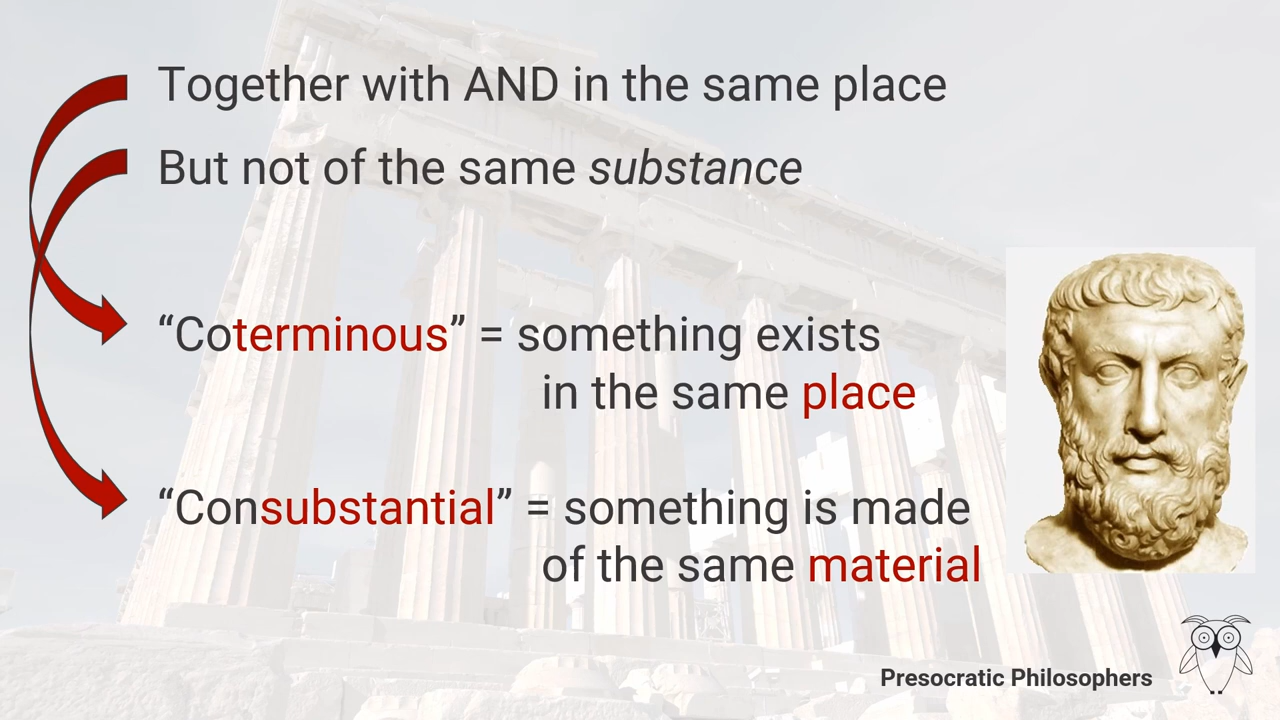 Together with AND in the same place
But not of the same substance
“Coterminous” = something exists
in the same place
“Consubstantial” = something is made
of the same material
Presocratic Philosophers